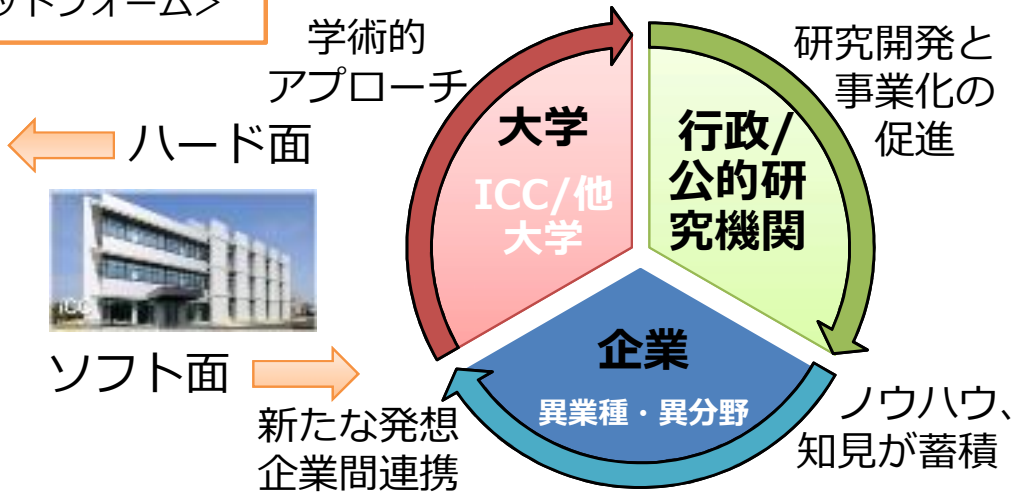 ットフォーム＞
学術的
アプローチ
研究開発と
事業化の
促進
ハード面
大学
ICC/他
大学
行政/
公的研
究機関
ICC
ソフト面
企業
異業種・異分野
新たな発想
企業間連携
ノウハウ、
知見が蓄積